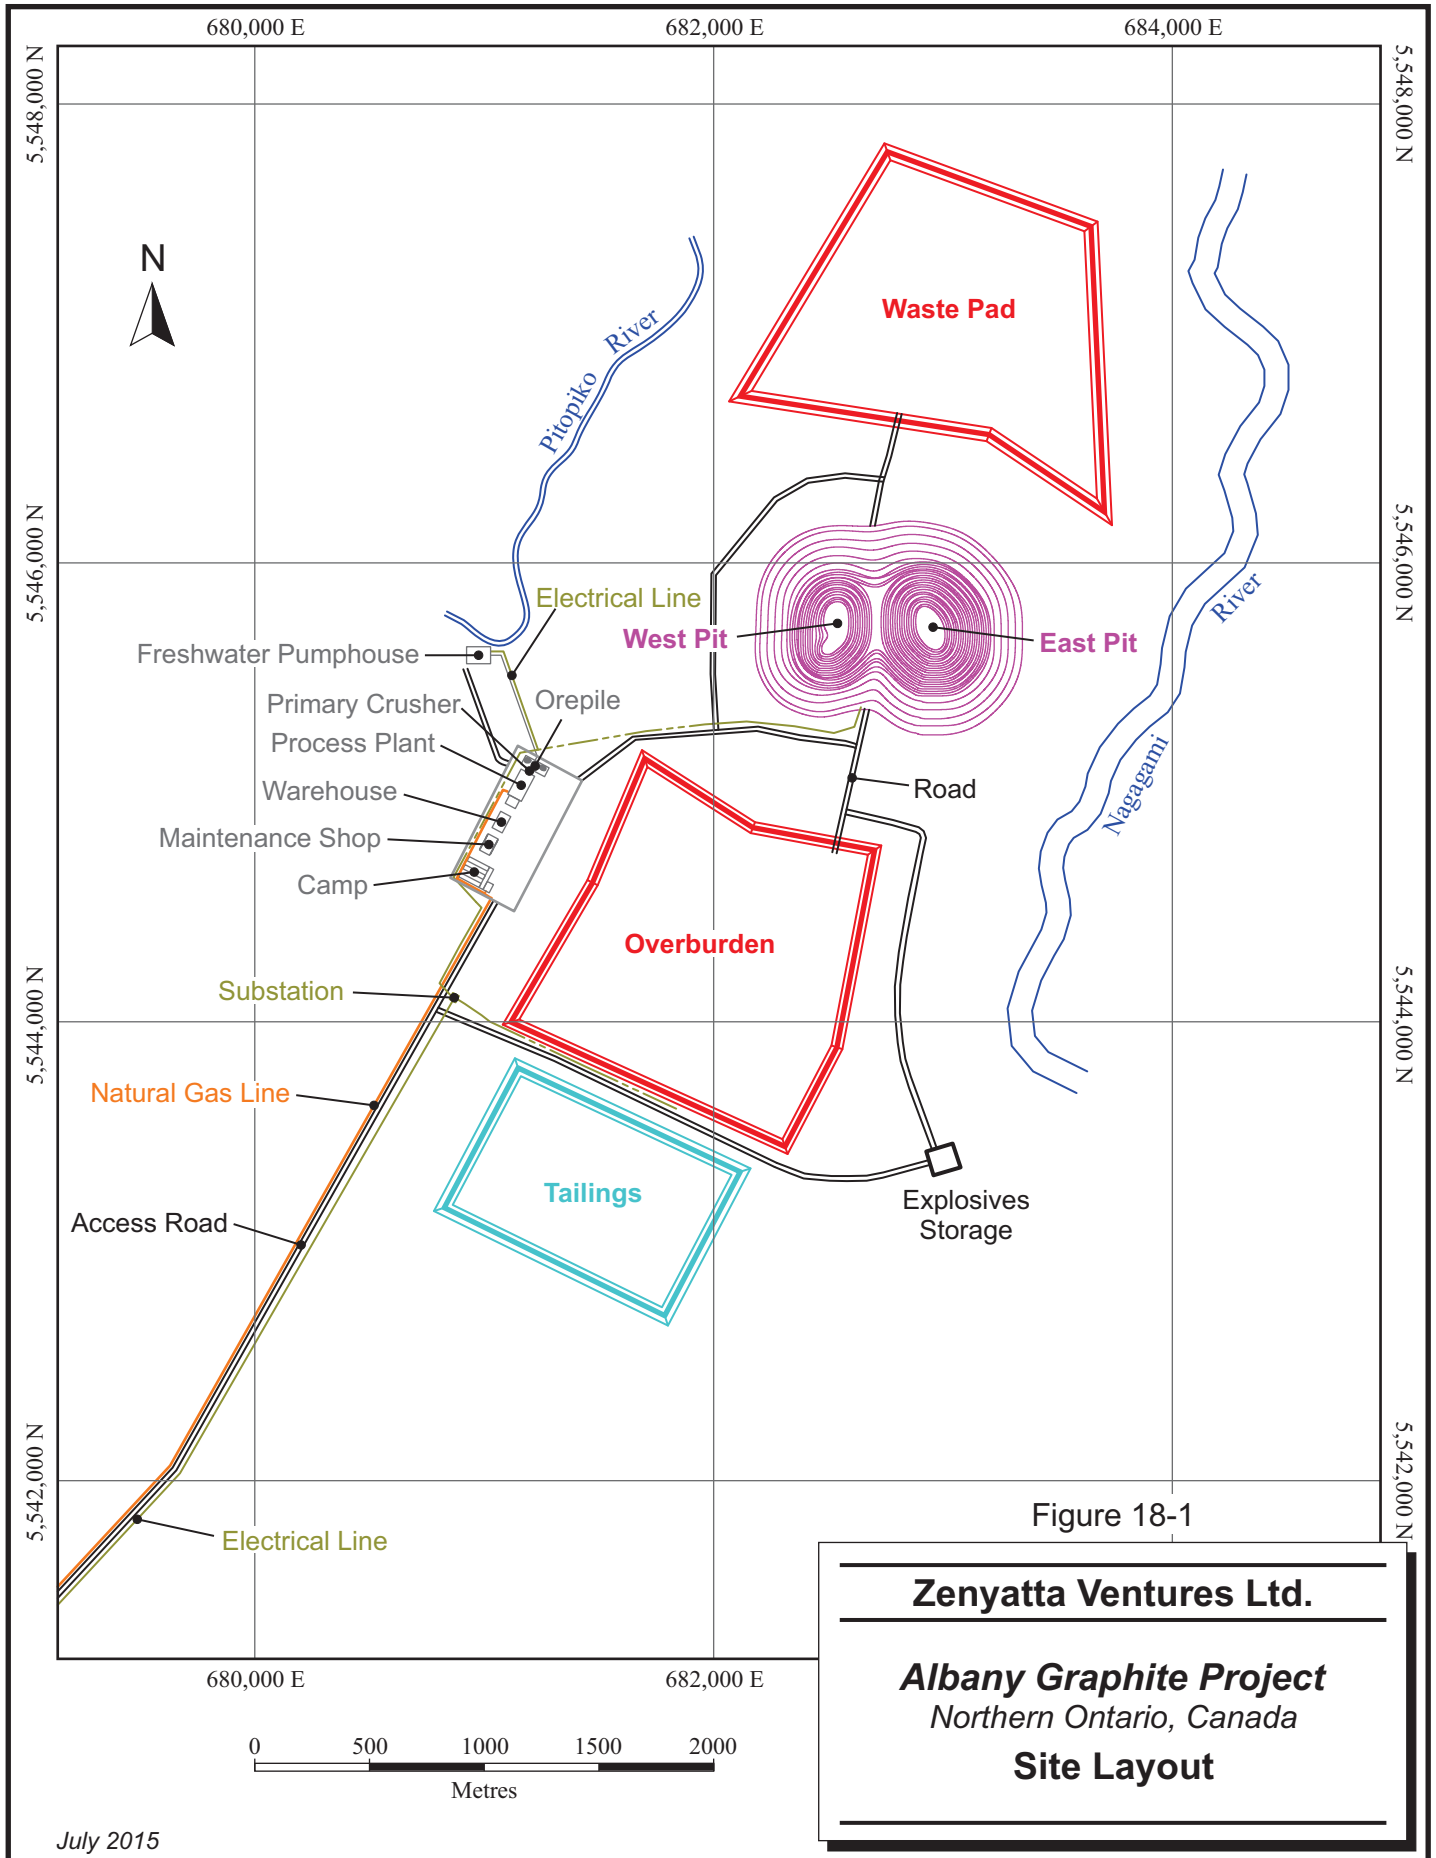 680,000 E
682,000 E
684,000 E
5,548,000 N
5,548,000 N
N
Waste Pad
Pitopiko River
5,546,000 N
5,546,000 N
Electrical Line
West Pit
East Pit
River
Nagagami
Freshwater Pumphouse
Primary Crusher
Orepile
Process Plant
Warehouse
Road
Maintenance Shop
Camp
Overburden
Substation
5,544,000 N
5,544,000 N
Natural Gas Line
Tailings
Access Road
Explosives
Storage
5,542,000 N
5,542,000 N
Electrical Line
Figure 18-1
Zenyatta Ventures Ltd.
Albany Graphite Project
Northern Ontario, Canada
Site Layout
680,000 E
682,000 E
0 500 1000 1500 2000
Metres
July 2015